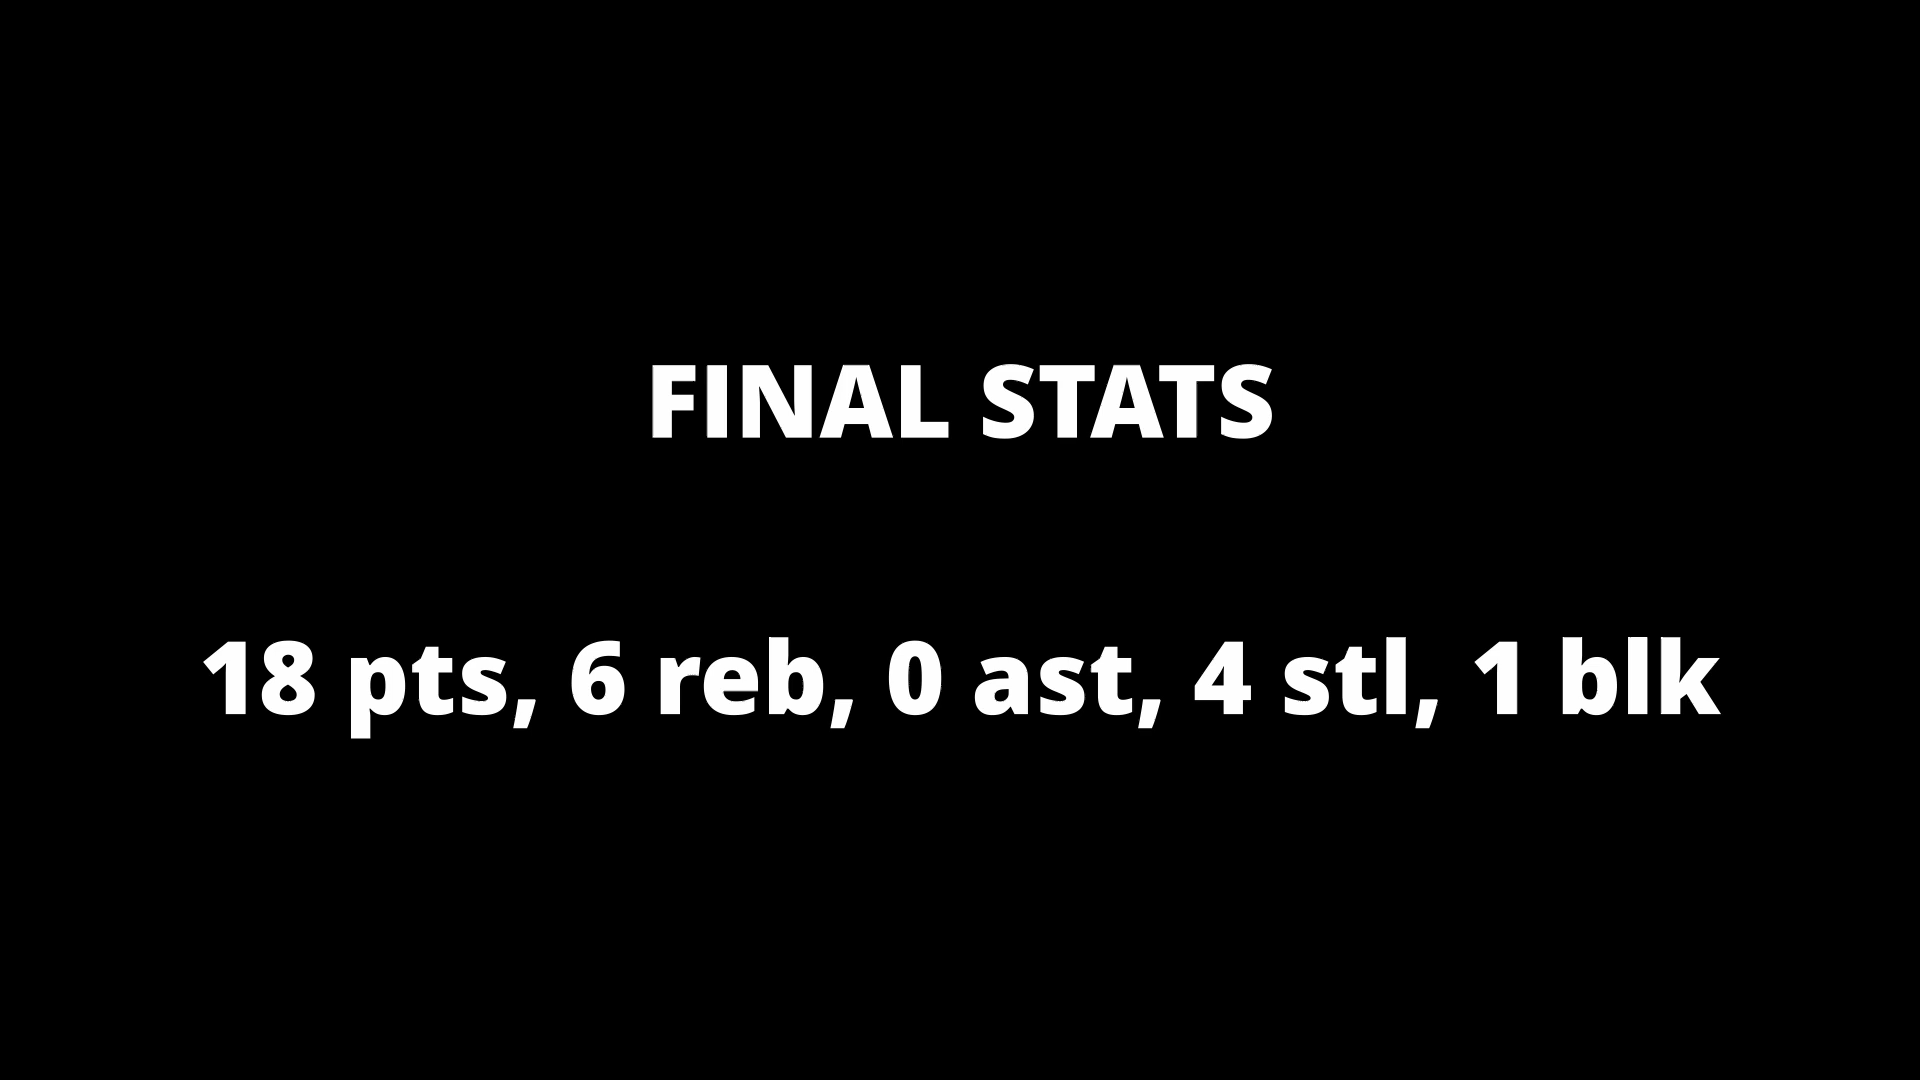 FINAL STATS
18 pts, 6 reb, 0 ast, 4 stl, 1 blk